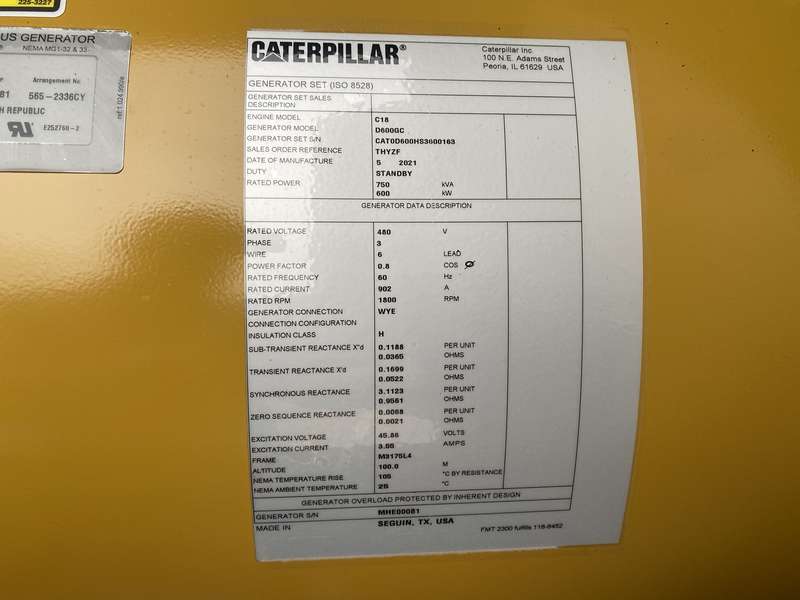 225-3227
US GENERATOR
NEMA MG1-32 & 33
Arrangement No
B1 565-2336CY
H REPUBLIC
E252760-2
CATERPILLAR®
Caterpillar Inc.
100 N.E. Adams Street
Peoria, IL 61629 USA
GENERATOR SET (ISO 8528)
GENERATOR SET SALES
DESCRIPTION
ENGINE MODEL C18
GENERATOR MODEL D600GC
GENERATOR SET S/N CAT0D600HS3600163
SALES ORDER REFERENCE THYZF
DATE OF MANUFACTURE 5 2021
DUTY STANDBY
RATED POWER 750 kVA
600 kW
GENERATOR DATA DESCRIPTION
RATED VOLTAGE 480 V
PHASE 3
WIRE 6 LEAD
POWER FACTOR 0.8 COS Ø
RATED FREQUENCY 60 Hz
RATED CURRENT 902 A
RATED RPM 1800 RPM
GENERATOR CONNECTION WYE
CONNECTION CONFIGURATION
INSULATION CLASS H
SUB-TRANSIENT REACTANCE X"d 0.1188 PER UNIT
0.0365 OHMS
TRANSIENT REACTANCE X'd 0.1699 PER UNIT
0.0522 OHMS
SYNCHRONOUS REACTANCE 3.1123 PER UNIT
0.9561 OHMS
ZERO SEQUENCE REACTANCE 0.0068 PER UNIT
0.0021 OHMS
EXCITATION VOLTAGE 45.86 VOLTS
EXCITATION CURRENT AMPS
FRAME M3175L4
ALTITUDE 100.0 M
NEMA TEMPERATURE RISE 105 °C BY RESISTANCE
NEMA AMBIENT TEMPERATURE 25 °C
GENERATOR OVERLOAD PROTECTED BY INHERENT DESIGN
GENERATOR S/N MHE00081
MADE IN SEGUIN, TX, USA
FMT 2300 fulfills 118-8452